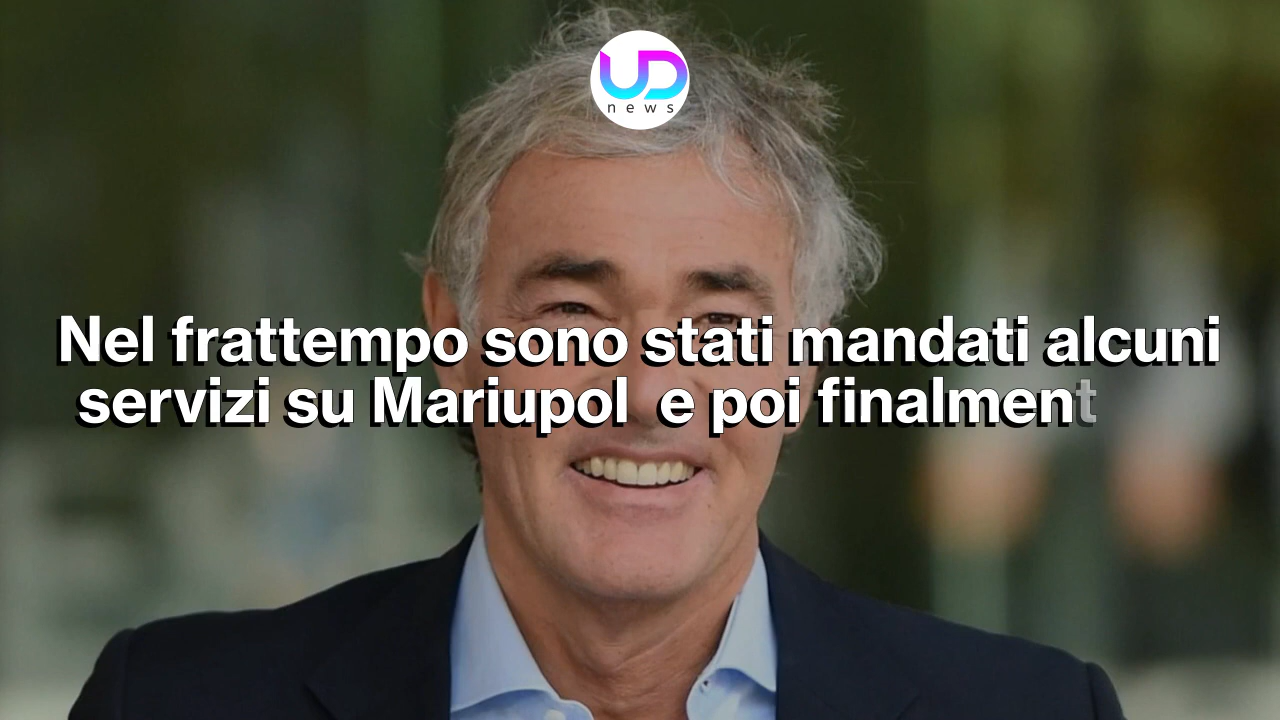 UD
news
Nel frattempo sono stati mandati alcuni
servizi su Mariupol e poi finalment